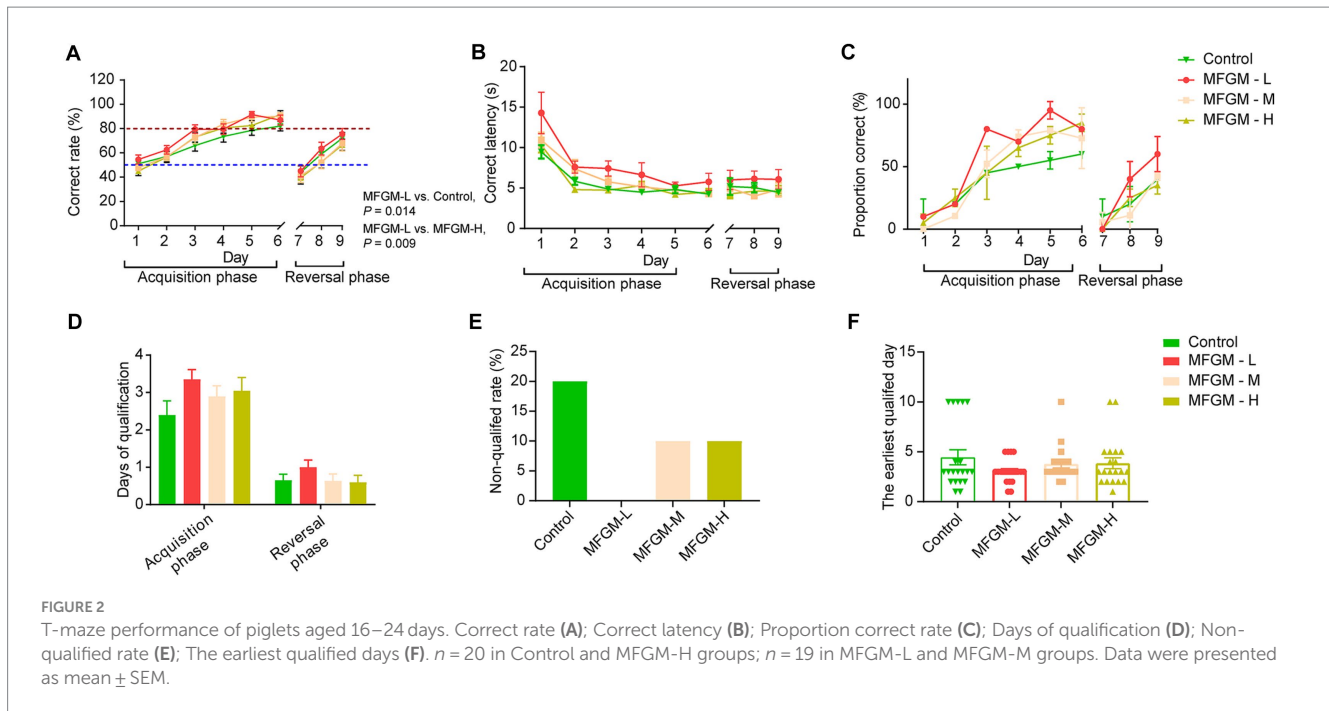 A
Correct rate (%)
120
100
80
60
40
20
0
1 2 3 4 5 6 7 8 9
Day
Acquisition phase
Reversal phase
MFGM-L vs. Control,
P = 0.014
MFGM-L vs. MFGM-H,
P = 0.009
B
Correct latency (s)
20
15
10
5
0
1 2 3 4 5 6 7 8 9
Day
Acquisition phase
Reversal phase
C
Proportion correct (%)
100
50
0
1 2 3 4 5 6 7 8 9
Day
Acquisition phase
Reversal phase
Control
MFGM - L
MFGM - M
MFGM - H
D
Days of qualification
4
3
2
1
0
Acquisition
phase
Reversal
phase
E
Non-qualifed rate (%)
25
20
15
10
5
0
Control
MFGM-L
MFGM-M
MFGM-H
F
The earliest qualifed day
15
10
5
0
Control
MFGM-L
MFGM-M
MFGM-H
Control
MFGM - L
MFGM - M
MFGM - H
FIGURE 2
T-maze performance of piglets aged 16–24 days. Correct rate (A); Correct latency (B); Proportion correct rate (C); Days of qualification (D); Non-
qualified rate (E); The earliest qualified days (F). n = 20 in Control and MFGM-H groups; n = 19 in MFGM-L and MFGM-M groups. Data were presented
as mean ± SEM.